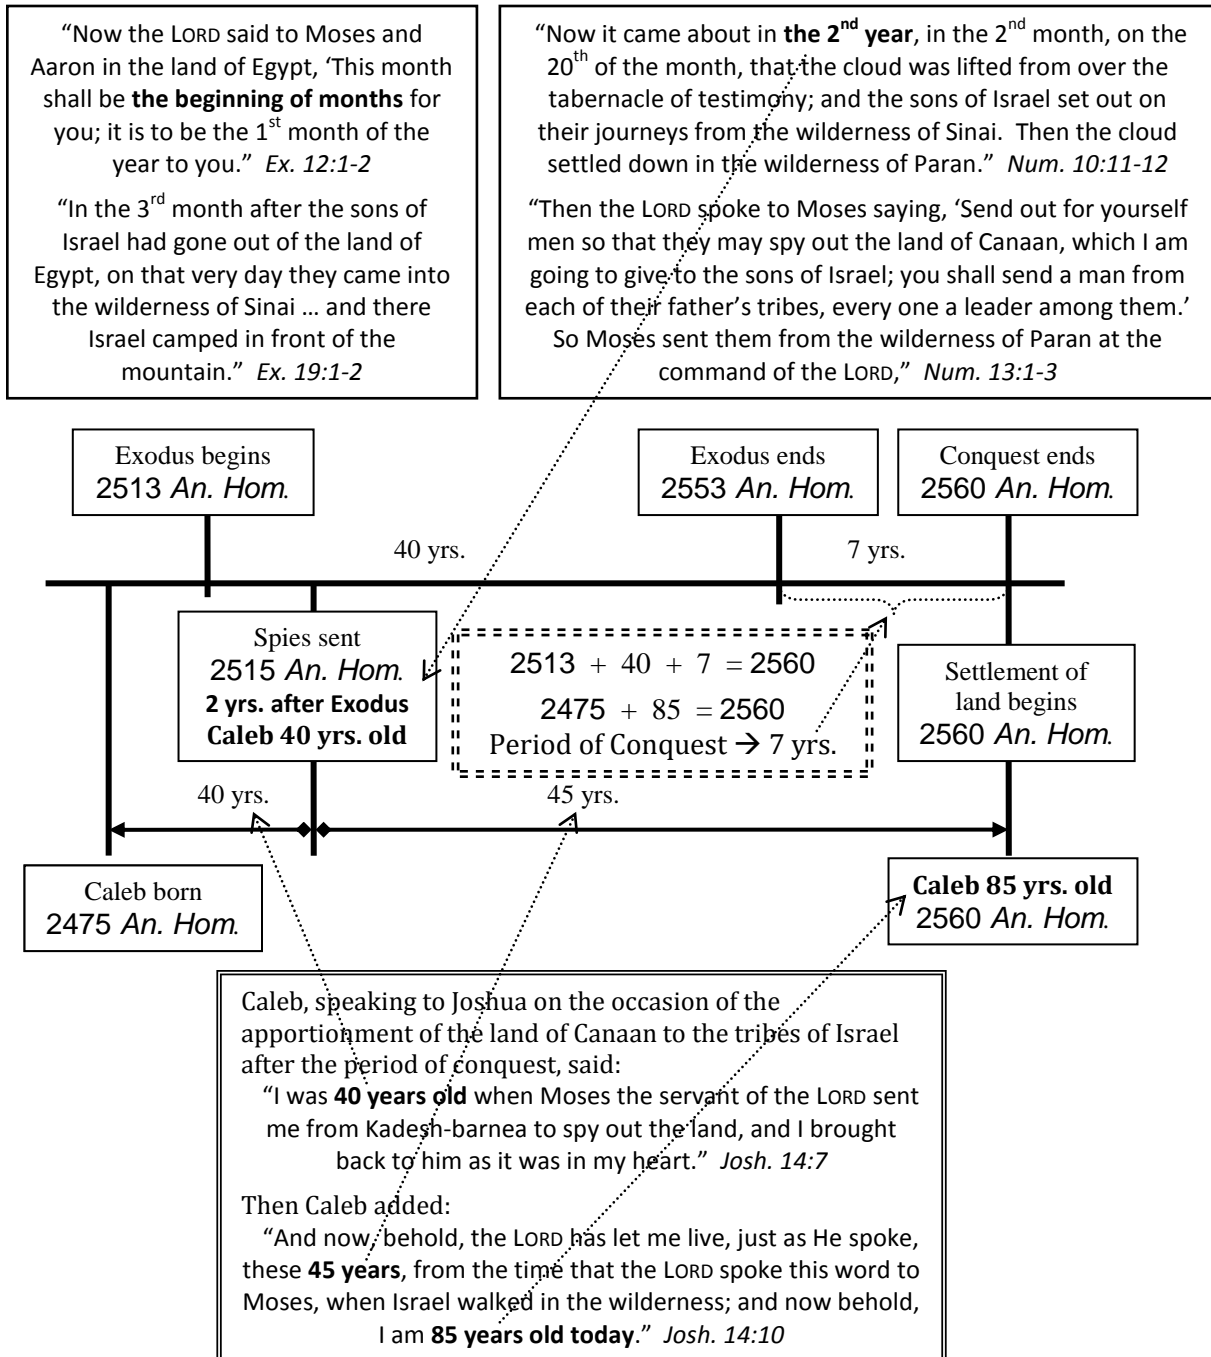 “Now the LORD said to Moses and
Aaron in the land of Egypt, ‘This month
shall be the beginning of months for
you; it is to be the 1st month of the
year to you.” Ex. 12:1-2
“In the 3rd month after the sons of
Israel had gone out of the land of
Egypt, on that very day they came into
the wilderness of Sinai … and there
Israel camped in front of the
mountain.” Ex. 19:1-2
“Now it came about in the 2nd year, in the 2nd month, on the
20th of the month, that the cloud was lifted from over the
tabernacle of testimony; and the sons of Israel set out on
their journeys from the wilderness of Sinai. Then the cloud
settled down in the wilderness of Paran.” Num. 10:11-12
“Then the LORD spoke to Moses saying, ‘Send out for yourself
men so that they may spy out the land of Canaan, which I am
going to give to the sons of Israel; you shall send a man from
each of their father’s tribes, every one a leader among them.’
So Moses sent them from the wilderness of Paran at the
command of the LORD,” Num. 13:1-3
Exodus begins
2513 An. Hom.
Exodus ends
2553 An. Hom.
Conquest ends
2560 An. Hom.
40 yrs.
7 yrs.
Spies sent
2515 An. Hom.
2 yrs. after Exodus
Caleb 40 yrs. old
2513 + 40 + 7 = 2560
2475 + 85 = 2560
Period of Conquest → 7 yrs.
Settlement of
land begins
2560 An. Hom.
40 yrs.
45 yrs.
Caleb born
2475 An. Hom.
Caleb 85 yrs. old
2560 An. Hom.
Caleb, speaking to Joshua on the occasion of the
apportionment of the land of Canaan to the tribes of Israel
after the period of conquest, said:
“I was 40 years old when Moses the servant of the LORD sent
me from Kadesh-barnea to spy out the land, and I brought
back to him as it was in my heart.” Josh. 14:7
Then Caleb added:
“And now, behold, the LORD has let me live, just as He spoke,
these 45 years, from the time that the LORD spoke this word to
Moses, when Israel walked in the wilderness; and now behold,
I am 85 years old today.” Josh. 14:10